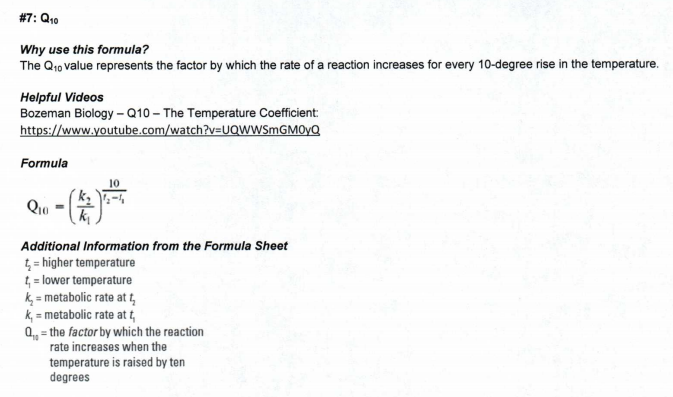 #7: Q₁₀
Why use this formula?
The Q₁₀ value represents the factor by which the rate of a reaction increases for every 10-degree rise in the temperature.
Helpful Videos
Bozeman Biology – Q10 – The Temperature Coefficient:
https://www.youtube.com/watch?v=UQWWSmGM0yQ
Formula
Q₁₀ = (k₂/k₁)^(10/(t₂−t₁))
Additional Information from the Formula Sheet
t₂ = higher temperature
t₁ = lower temperature
k₂ = metabolic rate at t₂
k₁ = metabolic rate at t₁
Q₁₀ = the factor by which the reaction
rate increases when the
temperature is raised by ten
degrees